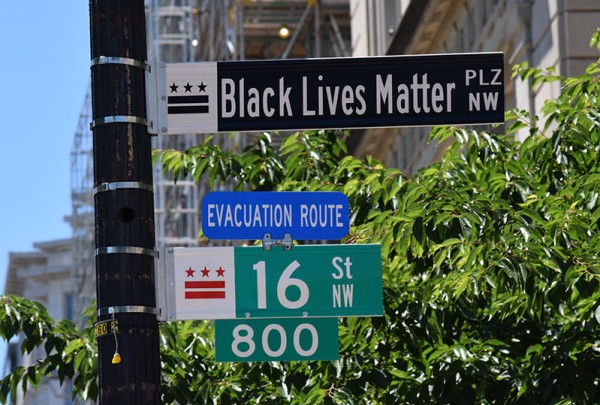 Black Lives Matter PLZ NW
EVACUATION ROUTE
16 St NW
800